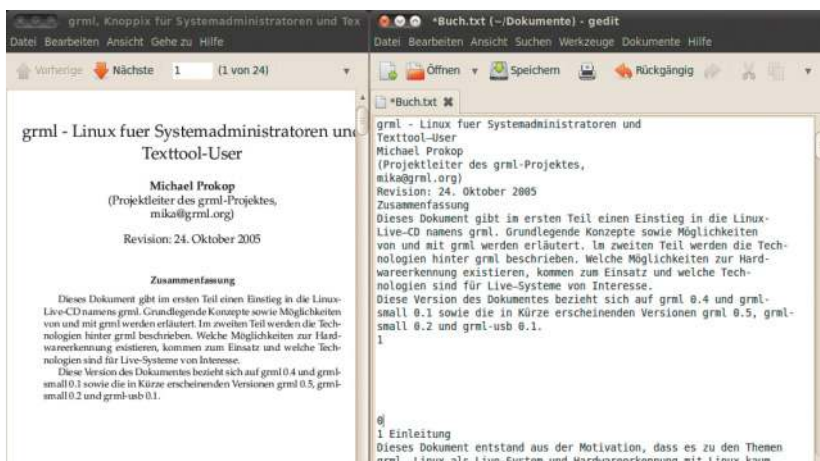 grml, Knoppix für Systemadministratoren und Tex
Datei Bearbeiten Ansicht Gehe zu Hilfe
Vorherige Nächste 1 (1 von 24)
grml - Linux fuer Systemadministratoren und
Texttool-User
Michael Prokop
(Projektleiter des grml-Projektes,
mika@grml.org)
Revision: 24. Oktober 2005
Zusammenfassung
Dieses Dokument gibt im ersten Teil einen Einstieg in die Linux-
Live-CD namens grml. Grundlegende Konzepte sowie Möglichkeiten
von und mit grml werden erläutert. Im zweiten Teil werden die Tech-
nologien hinter grml beschrieben. Welche Möglichkeiten zur Hard-
wareerkennung existieren, kommen zum Einsatz und welche Tech-
nologien sind für Live-Systeme von Interesse.
Diese Version des Dokumentes bezieht sich auf grml 0.4 und grml-
small 0.1 sowie die in Kürze erscheinenden Versionen grml 0.5, grml-
small 0.2 und grml-usb 0.1.
*Buch.txt (~/Dokumente) - gedit
Datei Bearbeiten Ansicht Suchen Werkzeuge Dokumente Hilfe
Öffnen Speichern Rückgängig
*Buch.txt
grml - Linux fuer Systemadministratoren und
Texttool—User
Michael Prokop
(Projektleiter des grml-Projektes,
mika@grml.org)
Revision: 24. Oktober 2005
Zusammenfassung
Dieses Dokument gibt im ersten Teil einen Einstieg in die Linux-
Live—CD namens grml. Grundlegende Konzepte sowie Möglichkeiten
von und mit grml werden erläutert. lm zweiten Teil werden die Tech-
nologien hinter grml beschrieben. Welche Möglichkeiten zur Hard-
wareerkennung existieren, kommen zum Einsatz und welche Tech-
nologien sind für Live—Systeme von Interesse.
Diese Version des Dokumentes bezieht sich auf grml 0.4 und grml-
small 0.1 sowie die in Kürze erscheinenden Versionen grml 0.5, grml-
small 0.2 und grml-usb 0.1.
1
0
1 Einleitung
Dieses Dokument entstand aus der Motivation, dass es zu den Themen
grml, Linux als Live-System und Hardwareerkennung mit Linux kaum